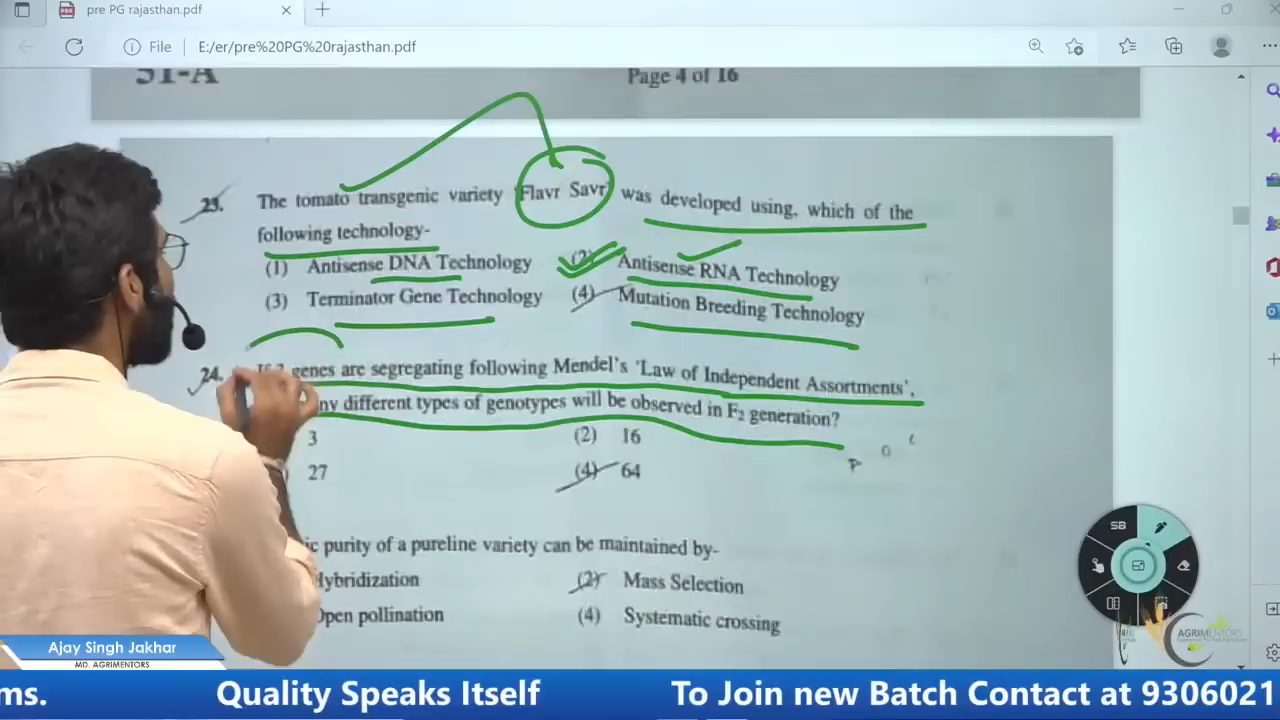 pre PG rajasthan.pdf
File
E:/er/pre%20PG%20rajasthan.pdf
51-A
Page 4 of 16
23. The tomato transgenic variety 'Flavr Savr' was developed using, which of the
following technology-
(1) Antisense DNA Technology (2) Antisense RNA Technology
(3) Terminator Gene Technology (4) Mutation Breeding Technology
24. genes are segregating following Mendel's 'Law of Independent Assortments',
ny different types of genotypes will be observed in F₂ generation?
3 (2) 16
27 (4) 64
ic purity of a pureline variety can be maintained by-
Hybridization (2) Mass Selection
Open pollination (4) Systematic crossing
SB
AGRIMENTORS
Ajay Singh Jakhar
MD. AGRIMENTORS
ms. Quality Speaks Itself To Join new Batch Contact at 9306021